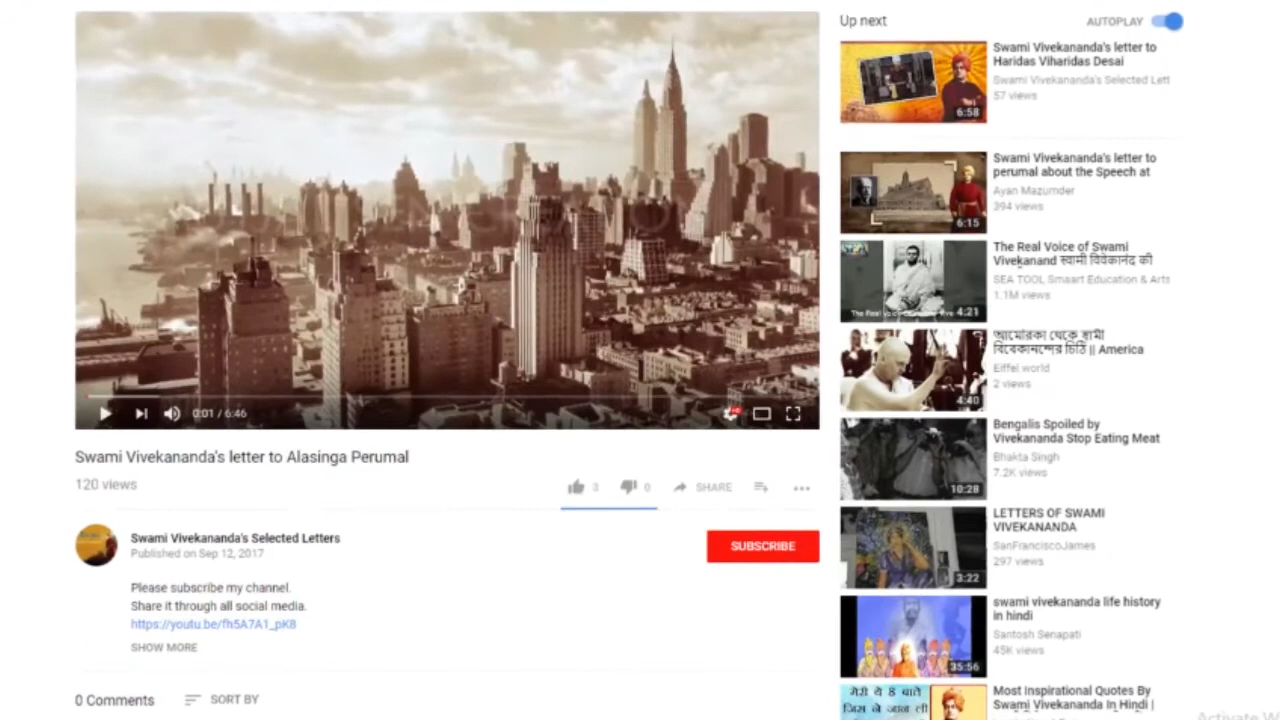 Up next
AUTOPLAY
Swami Vivekananda's letter to
Haridas Viharidas Desai
Swami Vivekananda's Selected Lett
57 views
6:58
Swami Vivekananda's letter to
perumal about the Speech at
Ayan Mazumder
394 views
6:15
The Real Voice of Swami
Vivekanand स्वामी विवेकानंद की
SEA TOOL Smaart Education & Arts
1.1M views
The Real
4:21
আমেরিকা থেকে স্বামী
বিবেকানন্দের চিঠি || America
Eiffel world
2 views
4:40
Bengalis Spoiled by
Vivekananda Stop Eating Meat
Bhakta Singh
7.2K views
10:28
LETTERS OF SWAMI
VIVEKANANDA
SanFranciscoJames
297 views
3:22
swami vivekananda life history
in hindi
Santosh Senapati
45K views
35:56
मेरी ये 8 बातें
जिस ने जान ली
Most Inspirational Quotes By
Swami Vivekananda In Hindi |
0:01 / 6:46
HD
Swami Vivekananda's letter to Alasinga Perumal
120 views
3
0
SHARE
Swami Vivekananda's Selected Letters
Published on Sep 12, 2017
SUBSCRIBE
Please subscribe my channel.
Share it through all social media.
https://youtu.be/fh5A7A1_pK8
SHOW MORE
0 Comments
SORT BY
Activate W